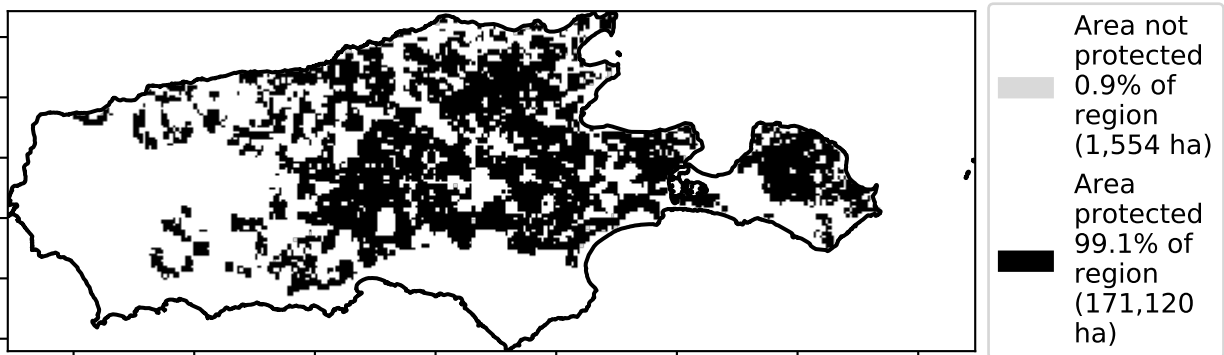 Area not
protected
0.9% of
region
(1,554 ha)
Area
protected
99.1% of
region
(171,120
ha)